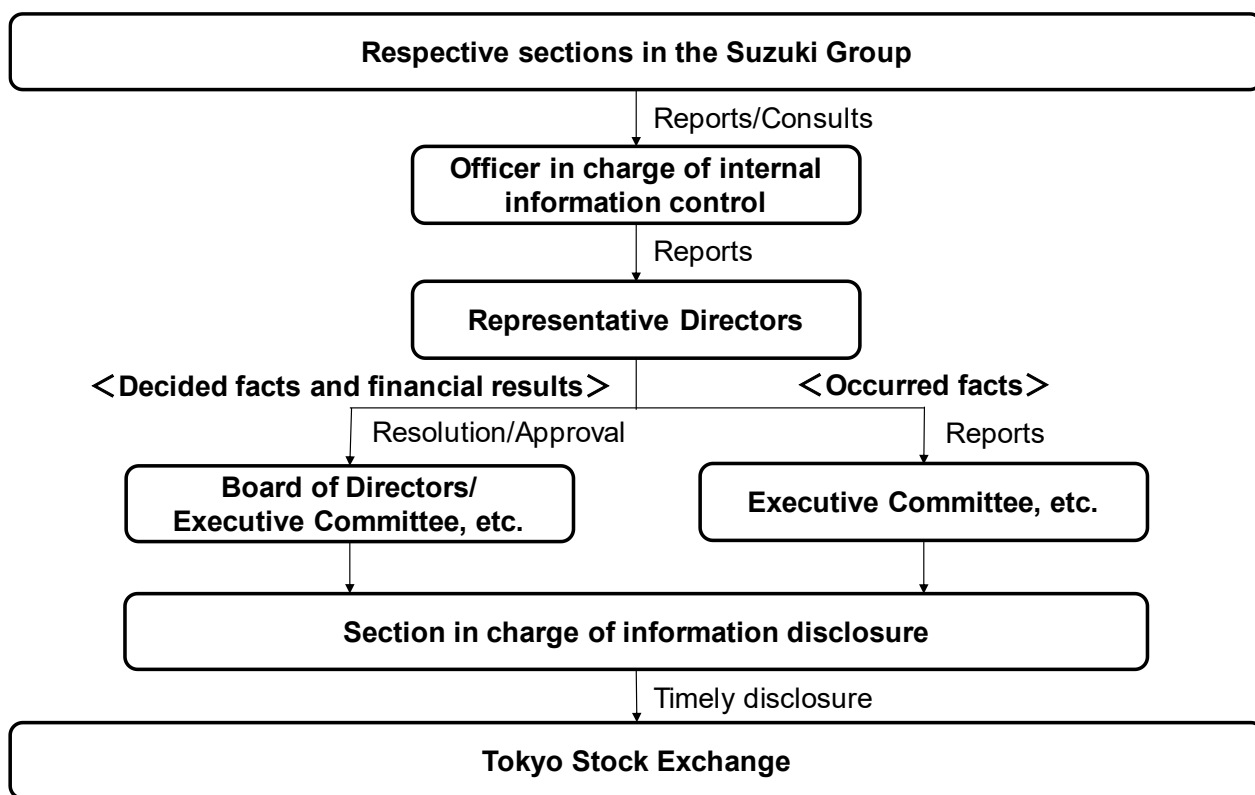 Respective sections in the Suzuki Group
Reports/Consults
Officer in charge of internal
information control
Reports
Representative Directors
＜Decided facts and financial results＞
＜Occurred facts＞
Resolution/Approval
Reports
Board of Directors/
Executive Committee, etc.
Executive Committee, etc.
Section in charge of information disclosure
Timely disclosure
Tokyo Stock Exchange